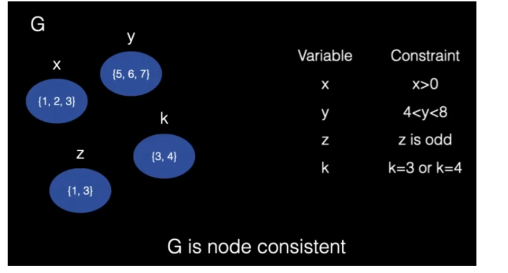 G
y
x
{5, 6, 7}
{1, 2, 3}
k
z
{3, 4}
{1, 3}
Variable Constraint
x x>0
y 4<y<8
z z is odd
k k=3 or k=4
G is node consistent